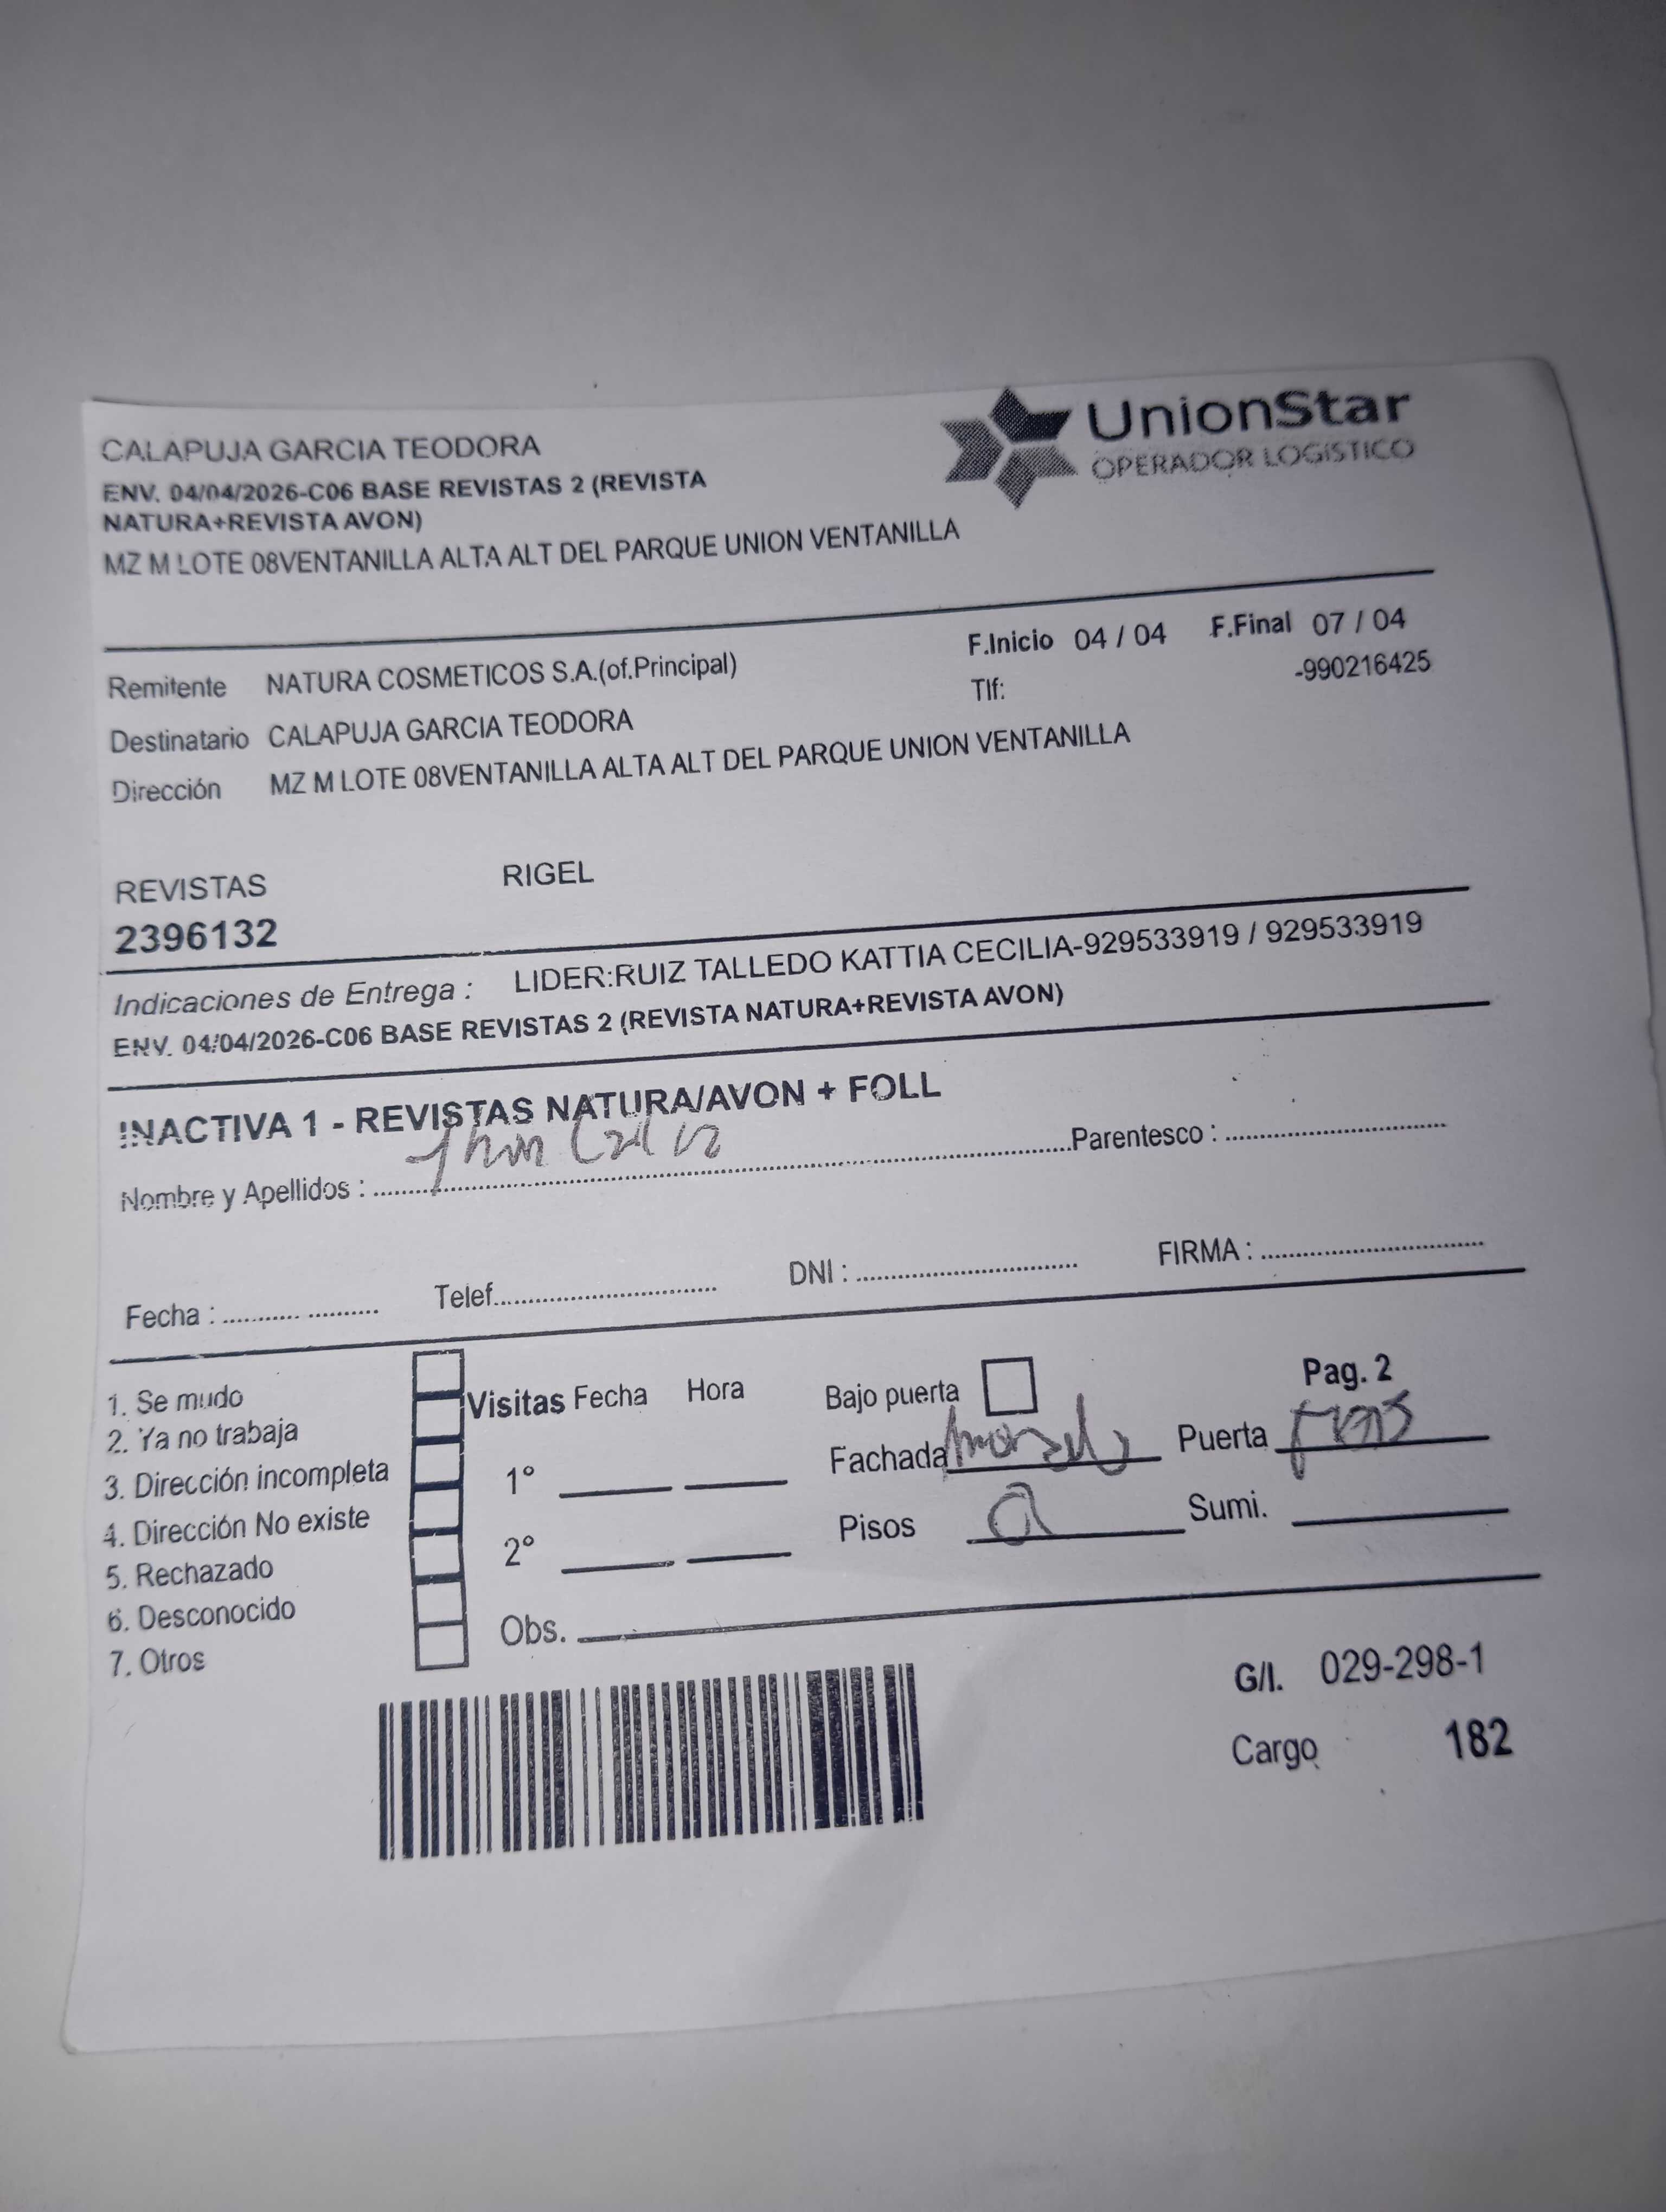 UnionStar
OPERADOR LOGÍSTICO
CALAPUJA GARCIA TEODORA
ENV. 04/04/2026-C06 BASE REVISTAS 2 (REVISTA
NATURA+REVISTA AVON)
MZ M LOTE 08VENTANILLA ALTA ALT DEL PARQUE UNION VENTANILLA
F.Inicio 04 / 04 F.Final 07 / 04
Remitente NATURA COSMETICOS S.A.(of.Principal) Tlf: -990216425
Destinatario CALAPUJA GARCIA TEODORA
Dirección MZ M LOTE 08VENTANILLA ALTA ALT DEL PARQUE UNION VENTANILLA
REVISTAS RIGEL
2396132
Indicaciones de Entrega : LIDER:RUIZ TALLEDO KATTIA CECILIA-929533919 / 929533919
ENV. 04/04/2026-C06 BASE REVISTAS 2 (REVISTA NATURA+REVISTA AVON)
INACTIVA 1 - REVISTAS NATURA/AVON + FOLL
Nombre y Apellidos : Parentesco :
Fecha : Telef. DNI : FIRMA :
1. Se mudo
2. Ya no trabaja
3. Dirección incompleta
4. Dirección No existe
5. Rechazado
6. Desconocido
7. Otros
Visitas Fecha Hora
1°
2°
Obs.
Bajo puerta Pag. 2
Fachada Puerta
Pisos Sumi.
G/I. 029-298-1
Cargo 182